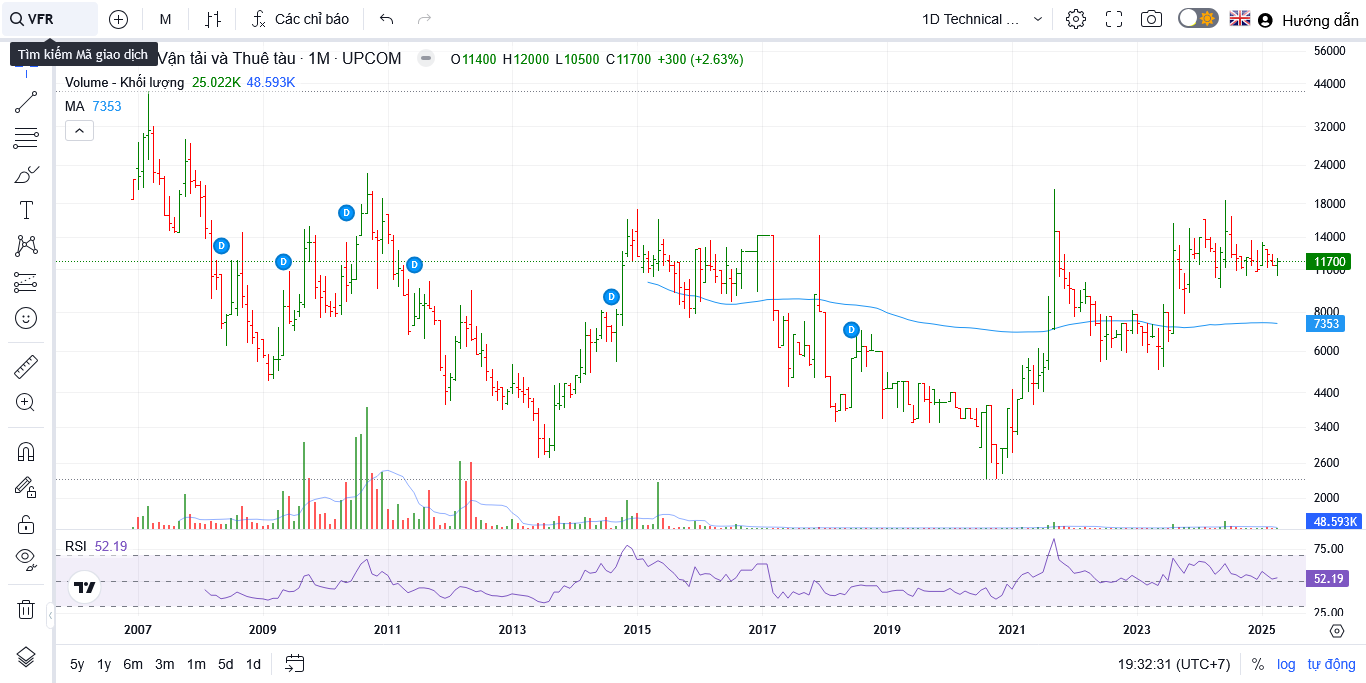 VFR
M
Các chỉ báo
1D Technical ...
Hướng dẫn
Tìm kiếm Mã giao dịch
Vận tải và Thuê tàu · 1M · UPCOM
O11400 H12000 L10500 C11700 +300 (+2.63%)
Volume - Khối lượng 25.022K 48.593K
MA 7353
56000
44000
32000
24000
18000
14000
11700
11000
8000
7353
6000
4400
3400
2600
2000
48.593K
D
D
D
D
D
D
RSI 52.19
75.00
52.19
25.00
2007 2009 2011 2013 2015 2017 2019 2021 2023 2025
5y 1y 6m 3m 1m 5d 1d
19:32:31 (UTC+7) % log tự động